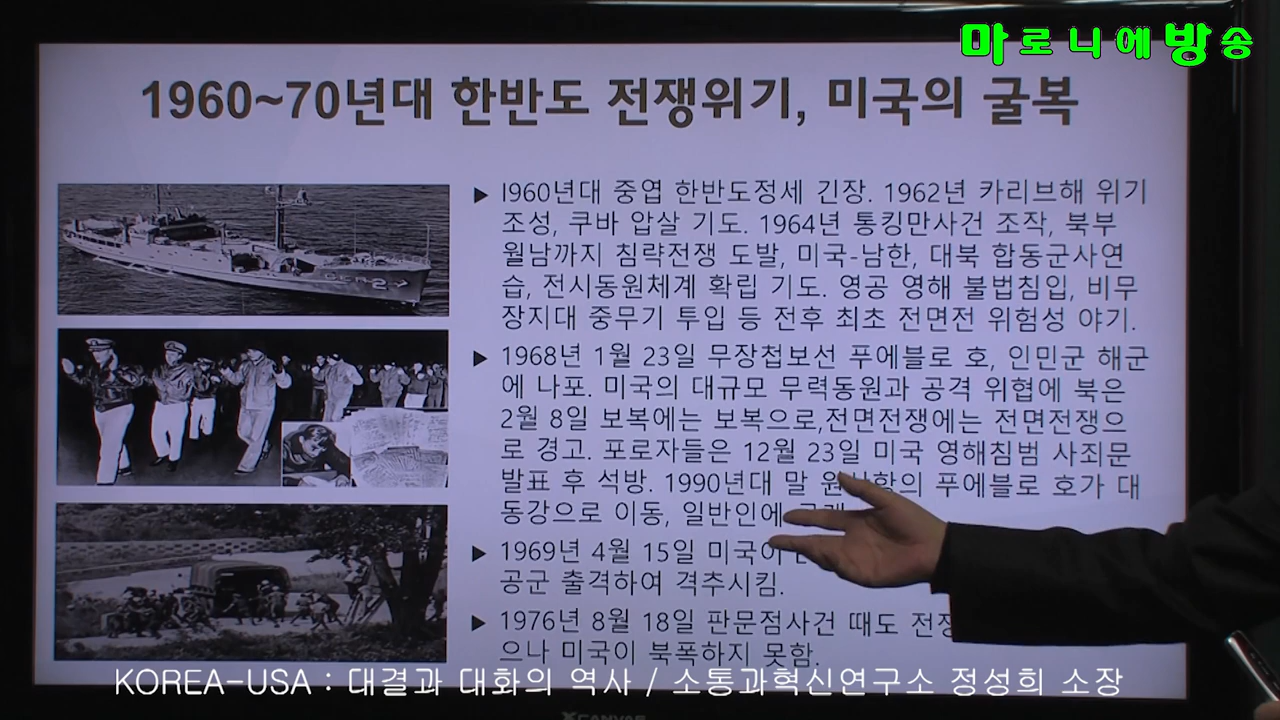 마로니에방송
1960~70년대 한반도 전쟁위기, 미국의 굴복
▶ I960년대 중엽 한반도정세 긴장. 1962년 카리브해 위기
조성, 쿠바 압살 기도. 1964년 통킹만사건 조작, 북부
월남까지 침략전쟁 도발, 미국-남한, 대북 합동군사연
습, 전시동원체계 확립 기도. 영공 영해 불법침입, 비무
장지대 중무기 투입 등 전후 최초 전면전 위험성 야기.
▶ 1968년 1월 23일 무장첩보선 푸에블로 호, 인민군 해군
에 나포. 미국의 대규모 무력동원과 공격 위협에 북은
2월 8일 보복에는 보복으로,전면전쟁에는 전면전쟁으
로 경고. 포로자들은 12월 23일 미국 영해침범 사죄문
발표 후 석방. 1990년대 말 푸에블로 호가 대
동강으로 이동, 일반인에
▶ 1969년 4월 15일 미국이
공군 출격하여 격추시킴.
▶ 1976년 8월 18일 판문점사건 때도
으나 미국이 북폭하지 못함.
KOREA-USA : 대결과 대화의 역사 / 소통과혁신연구소 정성희 소장